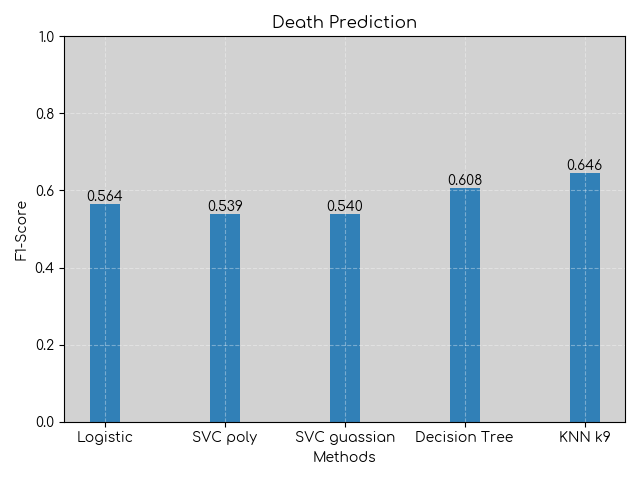 Death Prediction
1.0
0.8
0.6
0.4
0.2
0.0
F1-Score
0.564
0.539
0.540
0.608
0.646
Logistic
SVC poly
SVC guassian
Decision Tree
KNN k9
Methods